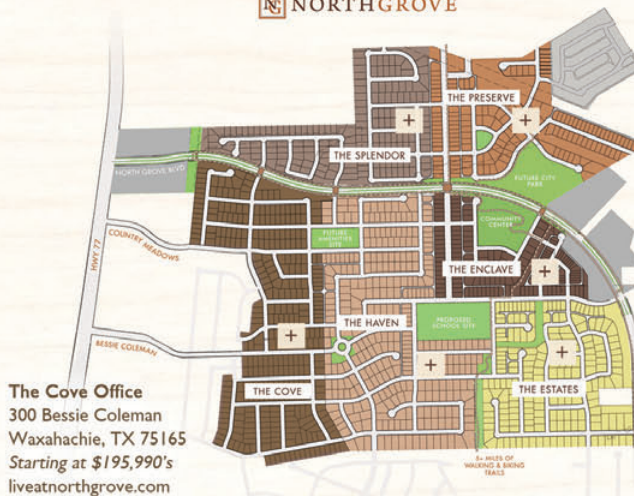 NG NORTHGROVE
THE PRESERVE
THE SPLENDOR
NORTH GROVE BLVD
FUTURE CITY
PARK
COMMUNITY
CENTER
FUTURE
AMENITIES
SITE
COUNTRY MEADOWS
HWY 77
THE ENCLAVE
THE HAVEN
PROPOSED
SCHOOL SITE
BESSIE COLEMAN
THE COVE
THE ESTATES
The Cove Office
300 Bessie Coleman
Waxahachie, TX 75165
Starting at $195,990's
liveatnorthgrove.com
8+ MILES OF
WALKING & BIKING
TRAILS